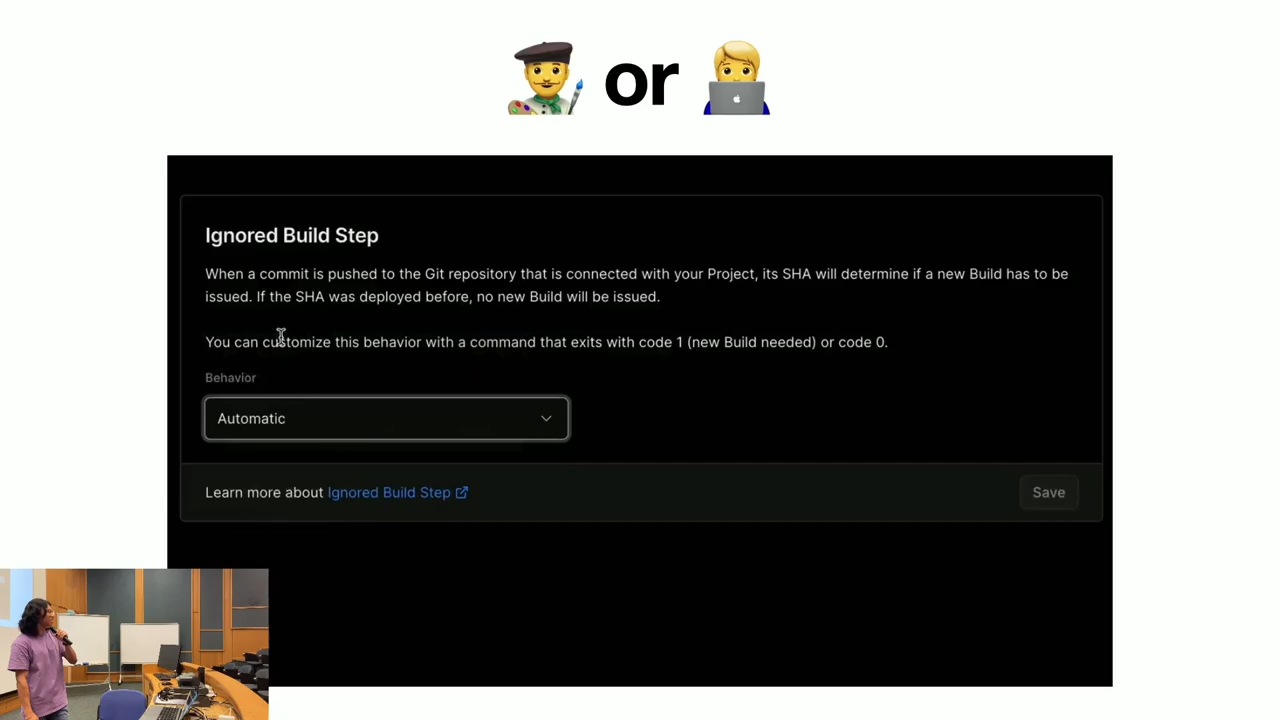 or
Ignored Build Step
When a commit is pushed to the Git repository that is connected with your Project, its SHA will determine if a new Build has to be
issued. If the SHA was deployed before, no new Build will be issued.
You can customize this behavior with a command that exits with code 1 (new Build needed) or code 0.
Behavior
Automatic
Learn more about Ignored Build Step
Save